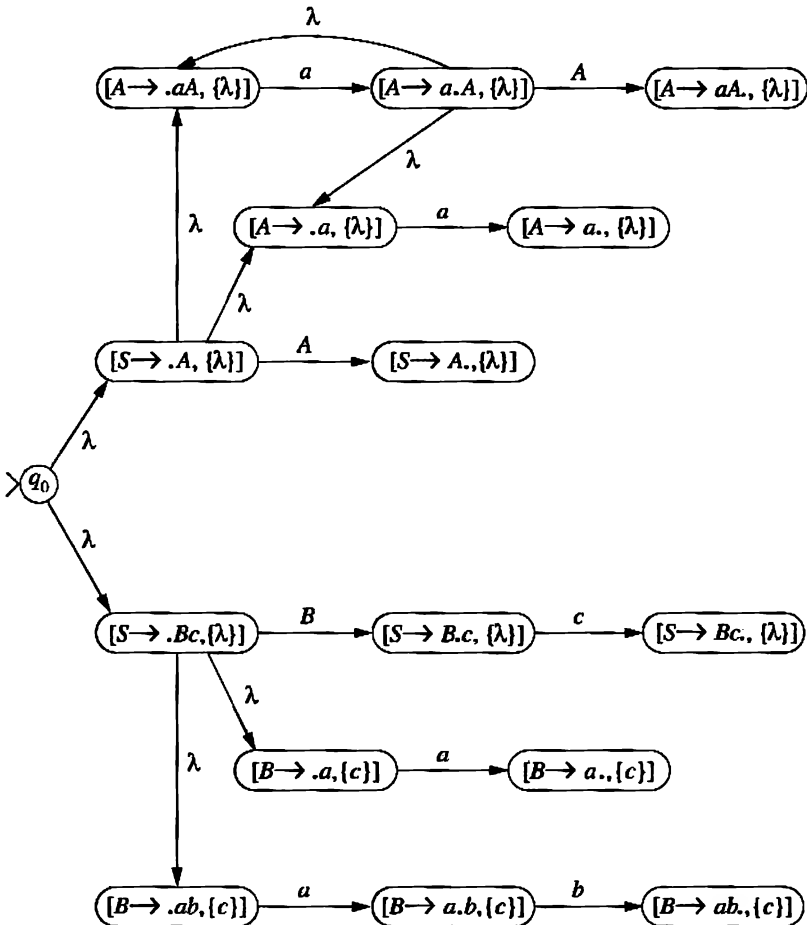 λ
[A→ .aA, {λ}] a [A→ a.A, {λ}] A [A→ aA., {λ}]
λ
λ [A→ .a, {λ}] a [A→ a., {λ}]
λ
[S→ .A, {λ}] A [S→ A.,{λ}]
λ
q₀
λ
[S→ .Bc,{λ}] B [S→ B.c, {λ}] c [S→ Bc., {λ}]
λ
λ [B→ .a,{c}] a [B→ a.,{c}]
[B→ .ab,{c}] a [B→ a.b,{c}] b [B→ ab.,{c}]